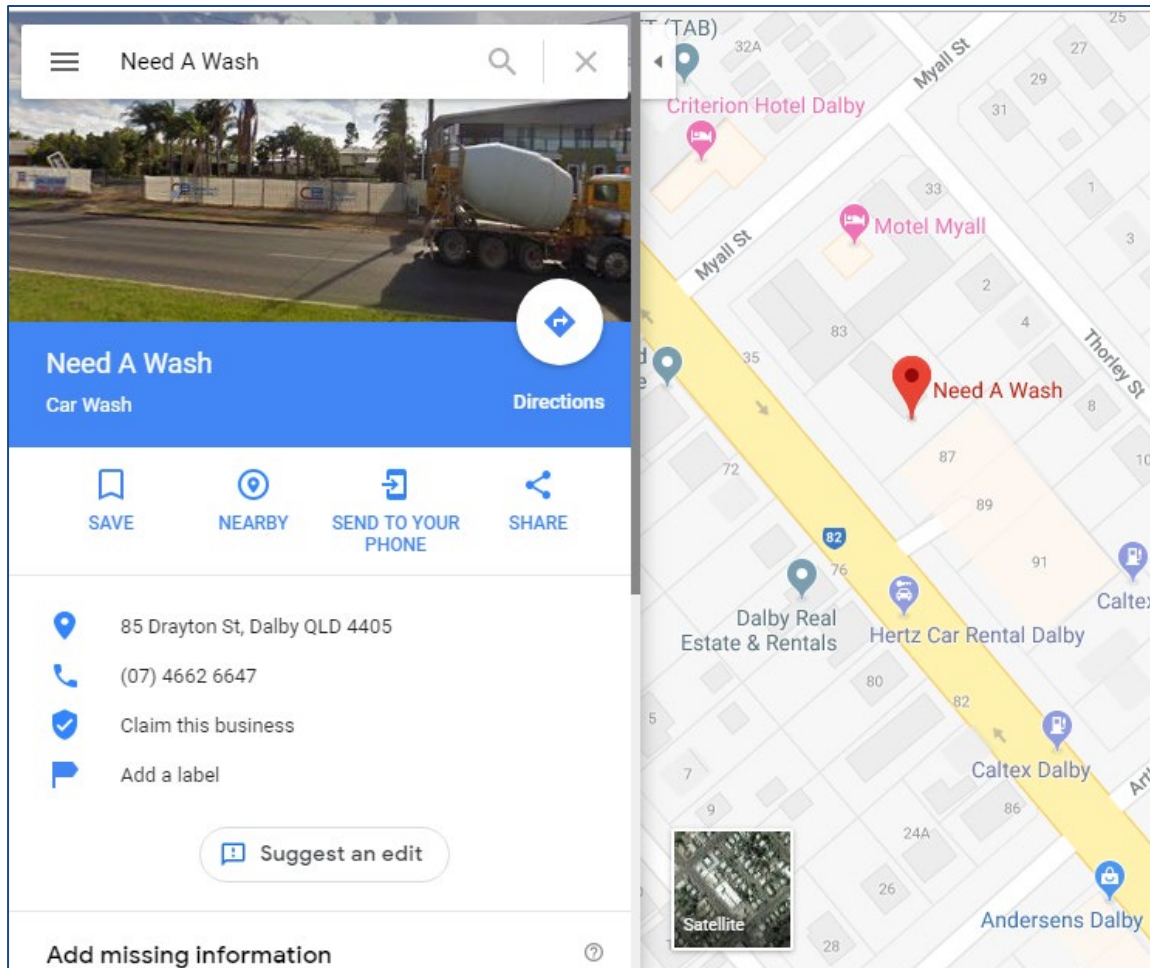 Need A Wash
Need A Wash
Car Wash
Directions
SAVE
NEARBY
SEND TO YOUR
PHONE
SHARE
85 Drayton St, Dalby QLD 4405
(07) 4662 6647
Claim this business
Add a label
Suggest an edit
Add missing information
(TAB)
32A
Myall St
25
27
29
31
Criterion Hotel Dalby
33
1
Motel Myall
3
Myall St
2
4
83
35
Thorley St
Need A Wash
8
72
87
10
89
82
76
91
Dalby Real
Estate & Rentals
Hertz Car Rental Dalby
80
82
5
Caltex Dalby
7
86
9
24A
26
Satellite
Andersens Dalby
28